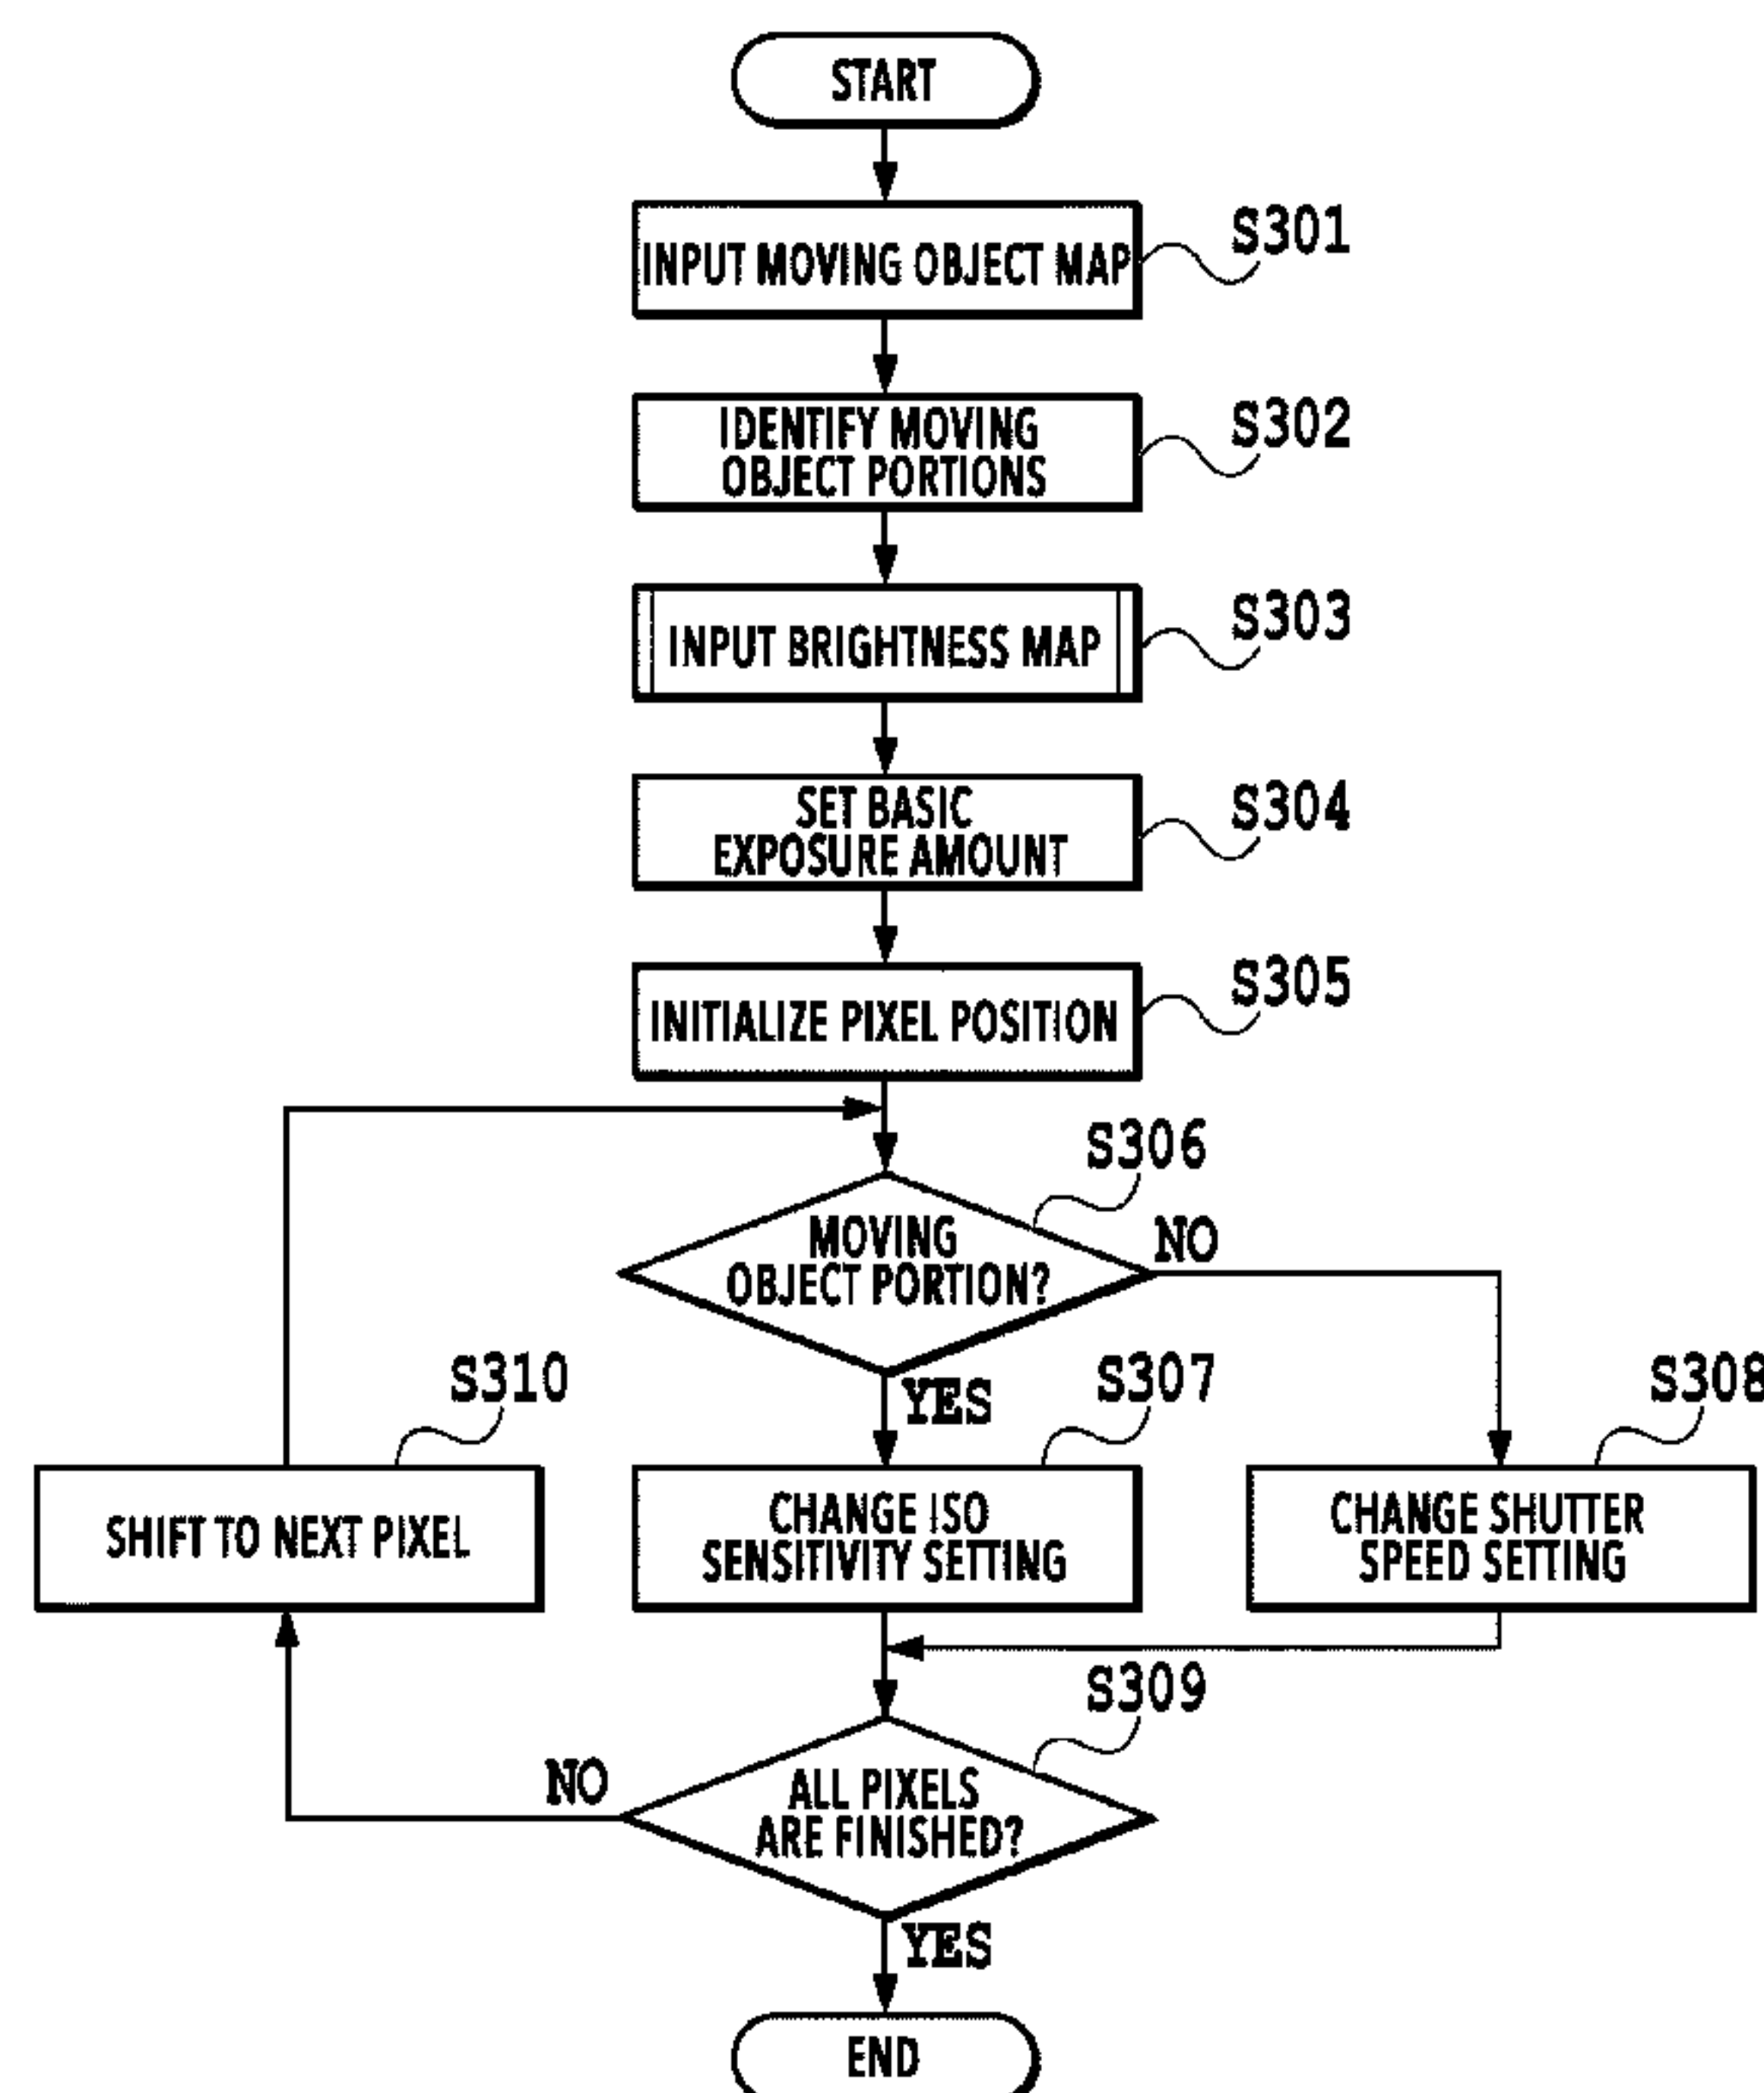 START
INPUT MOVING OBJECT MAP
S301
IDENTIFY MOVING
OBJECT PORTIONS
S302
INPUT BRIGHTNESS MAP
S303
SET BASIC
EXPOSURE AMOUNT
S304
INITIALIZE PIXEL POSITION
S305
S306
MOVING
OBJECT PORTION?
NO
YES
S310
S307
S308
SHIFT TO NEXT PIXEL
CHANGE ISO
SENSITIVITY SETTING
CHANGE SHUTTER
SPEED SETTING
S309
ALL PIXELS
ARE FINISHED?
NO
YES
END